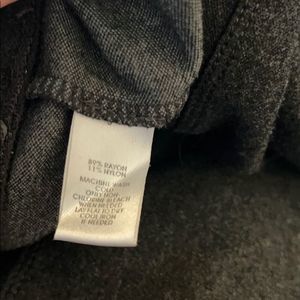 89% RAYON
11% NYLON
MACHINE WASH
COLD
ONLY NON
CHLORINE BLEACH
WHEN NEEDED
LAY FLAT TO DRY
COOL IRON
IF NEEDED